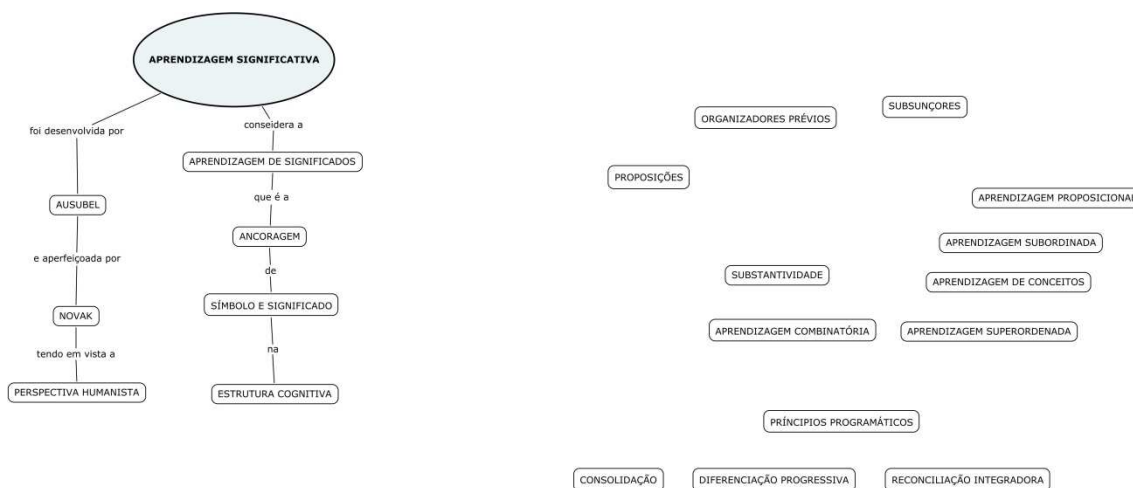 APRENDIZAGEM SIGNIFICATIVA
foi desenvolvida por
conseidera a
APRENDIZAGEM DE SIGNIFICADOS
que é a
AUSUBEL
ANCORAGEM
e aperfeiçoada por
de
SÍMBOLO E SIGNIFICADO
NOVAK
na
tendo em vista a
PERSPECTIVA HUMANISTA
ESTRUTURA COGNITIVA
SUBSUNÇORES
ORGANIZADORES PRÉVIOS
PROPOSIÇÕES
APRENDIZAGEM PROPOSICIONAL
APRENDIZAGEM SUBORDINADA
SUBSTANTIVIDADE
APRENDIZAGEM DE CONCEITOS
APRENDIZAGEM COMBINATÓRIA
APRENDIZAGEM SUPERORDENADA
PRÍNCIPIOS PROGRAMÁTICOS
CONSOLIDAÇÃO
DIFERENCIAÇÃO PROGRESSIVA
RECONCILIAÇÃO INTEGRADORA